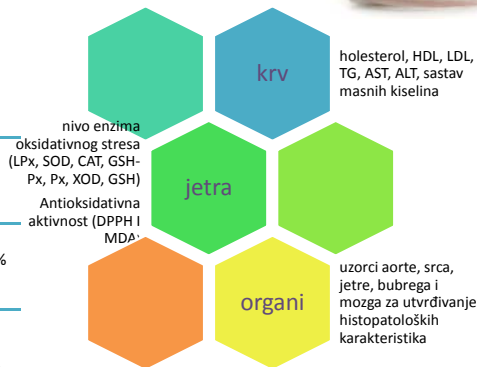 krv
holesterol, HDL, LDL,
TG, AST, ALT, sastav
masnih kiselina
nivo enzima
oksidativnog stresa
(LPx, SOD, CAT, GSH-
Px, Px, XOD, GSH)
Antioksidativna
aktivnost (DPPH I
MDA)
jetra
%
organi
uzorci aorte, srca,
jetre, bubrega i
mozga za utvrđivanje
histopatoloških
karakteristika